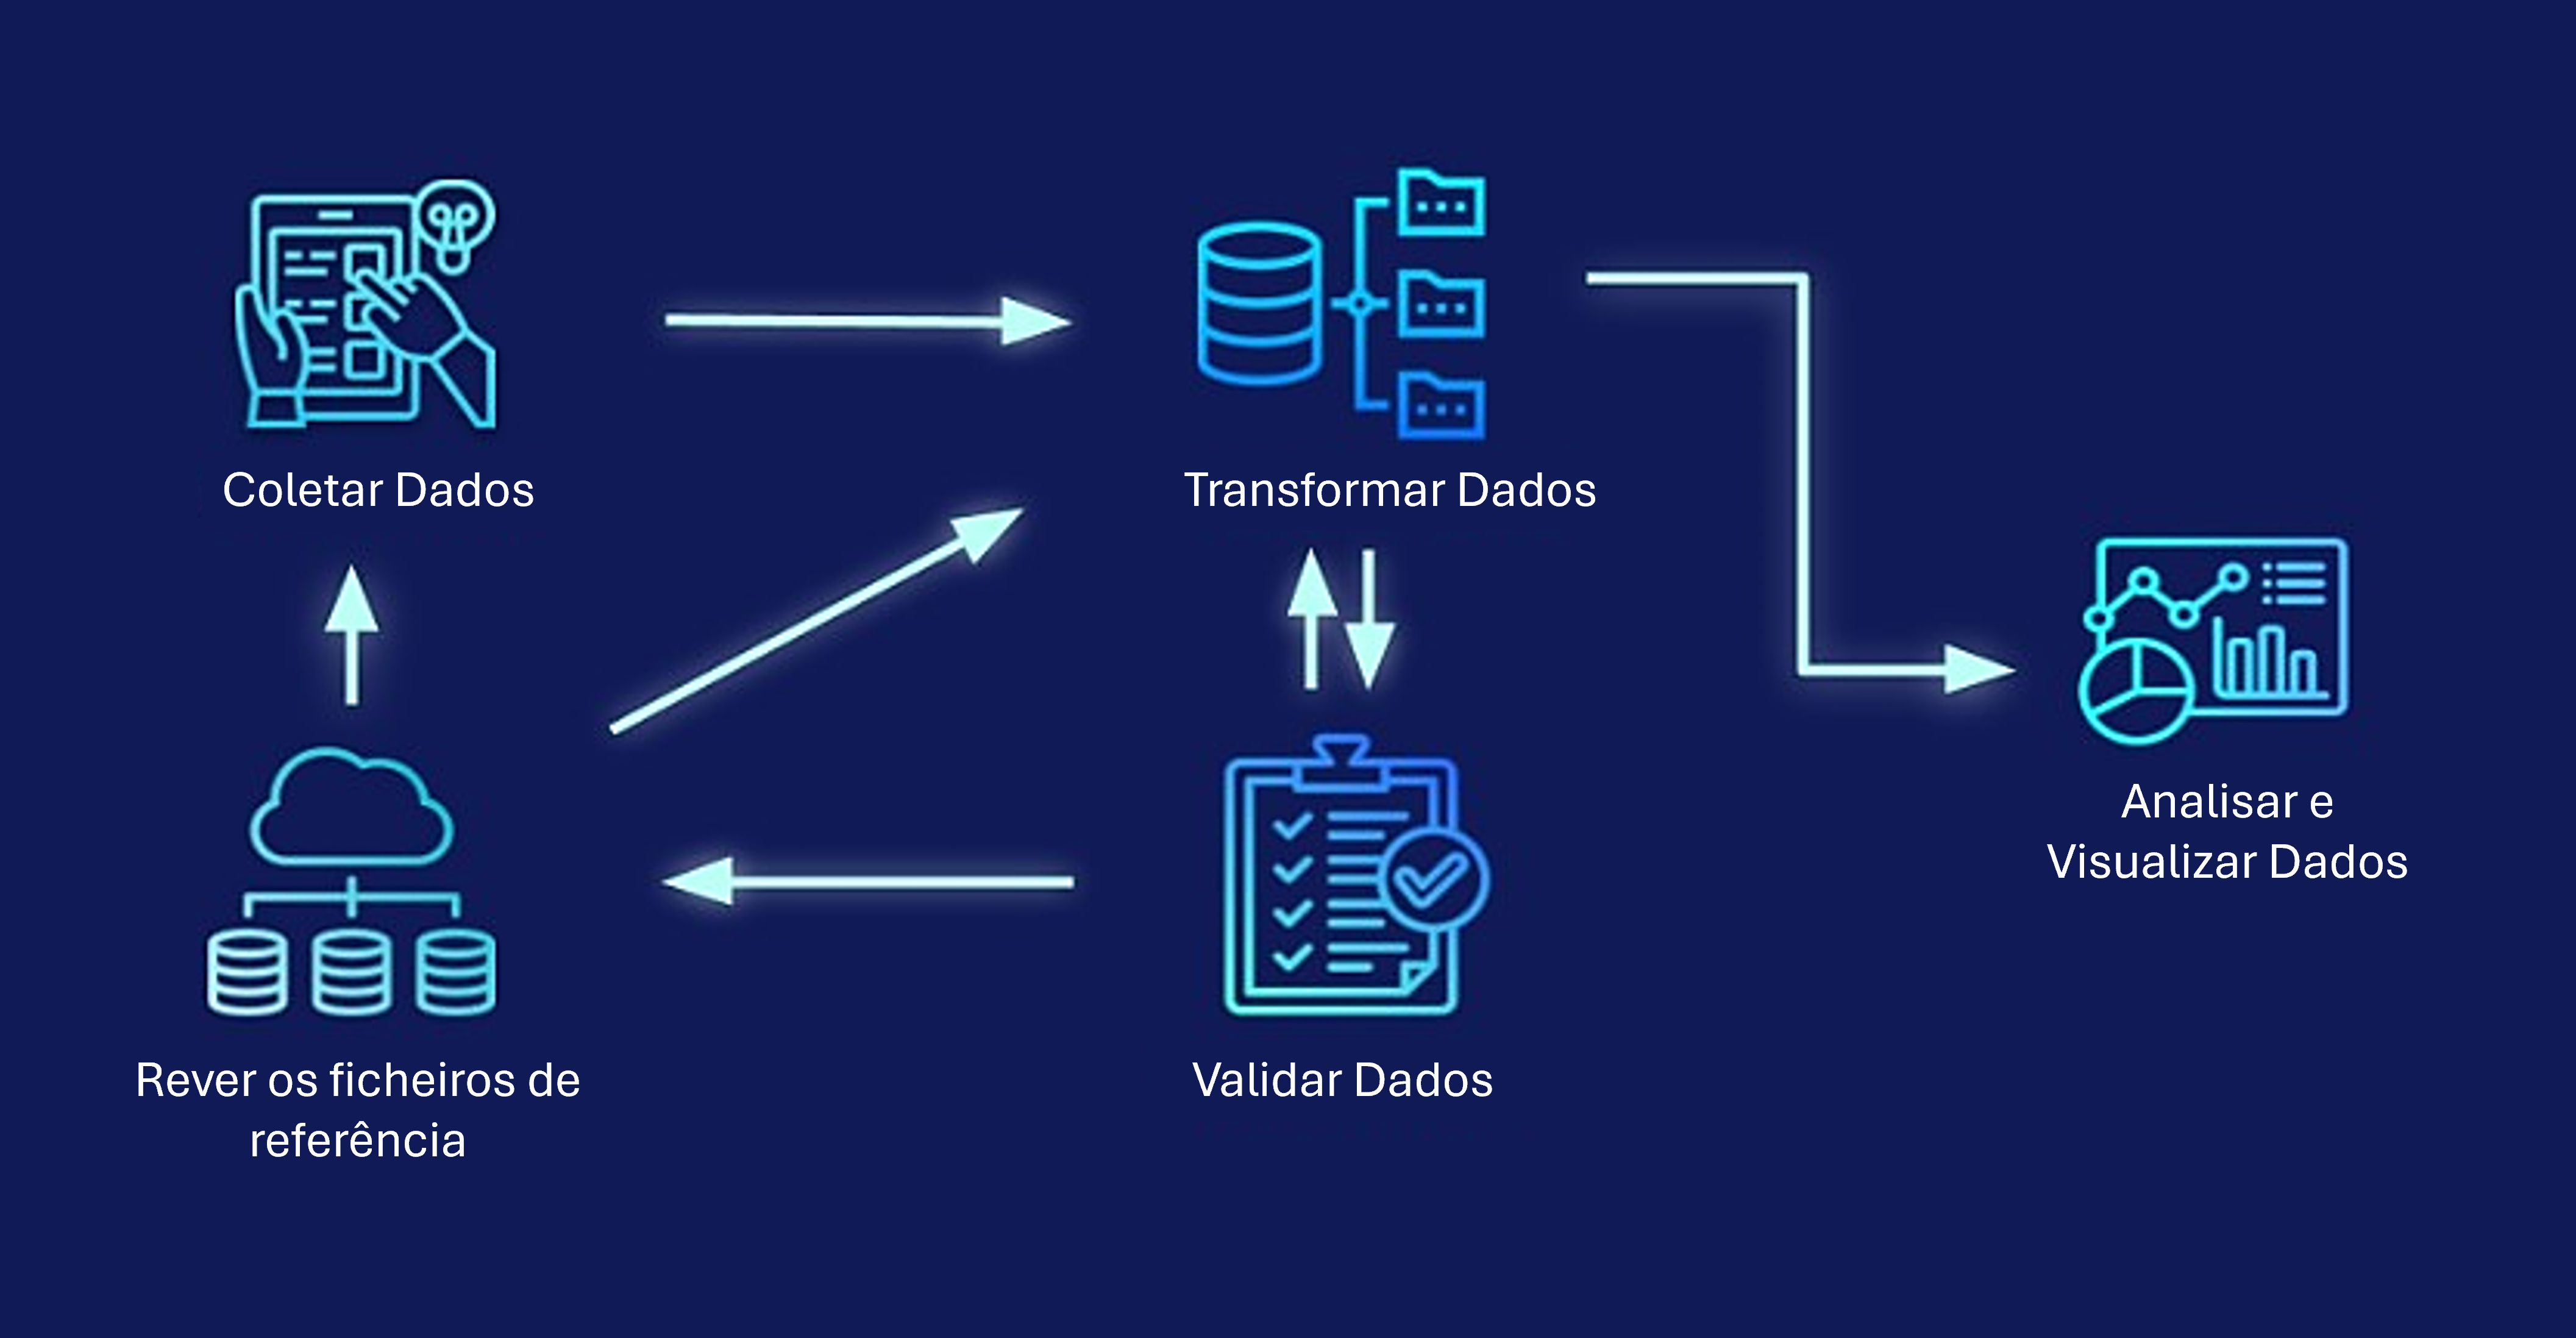 Coletar Dados
Transformar Dados
Analisar e
Visualizar Dados
Rever os ficheiros de
referência
Validar Dados